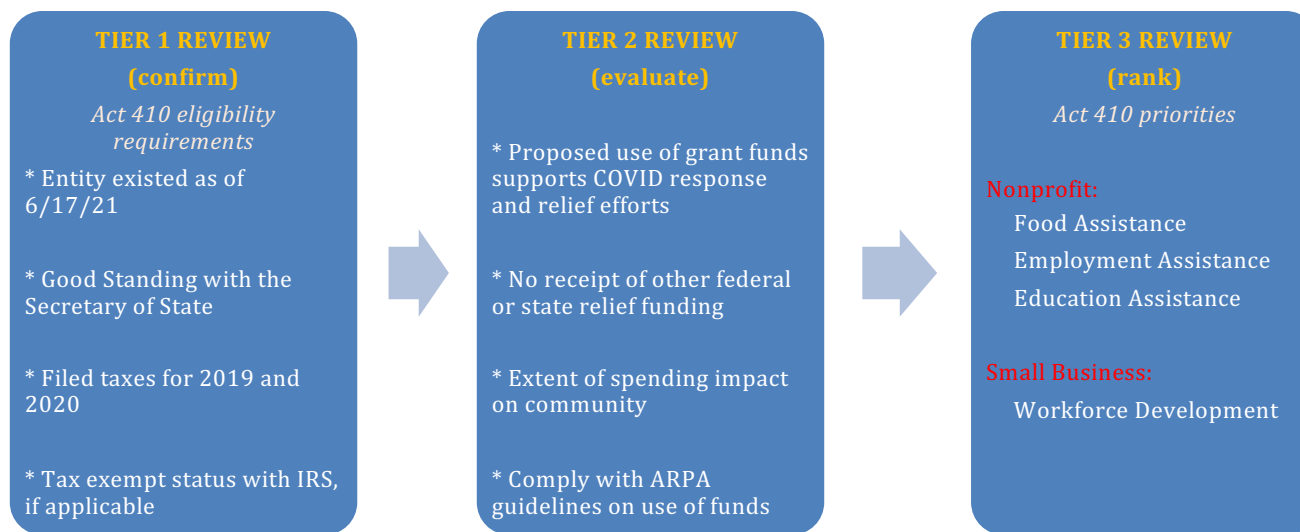 TIER 1 REVIEW
(confirm)
Act 410 eligibility
requirements
* Entity existed as of
6/17/21
* Good Standing with the
Secretary of State
* Filed taxes for 2019 and
2020
* Tax exempt status with IRS,
if applicable
TIER 2 REVIEW
(evaluate)
* Proposed use of grant funds
supports COVID response
and relief efforts
* No receipt of other federal
or state relief funding
* Extent of spending impact
on community
* Comply with ARPA
guidelines on use of funds
TIER 3 REVIEW
(rank)
Act 410 priorities
Nonprofit:
Food Assistance
Employment Assistance
Education Assistance
Small Business:
Workforce Development